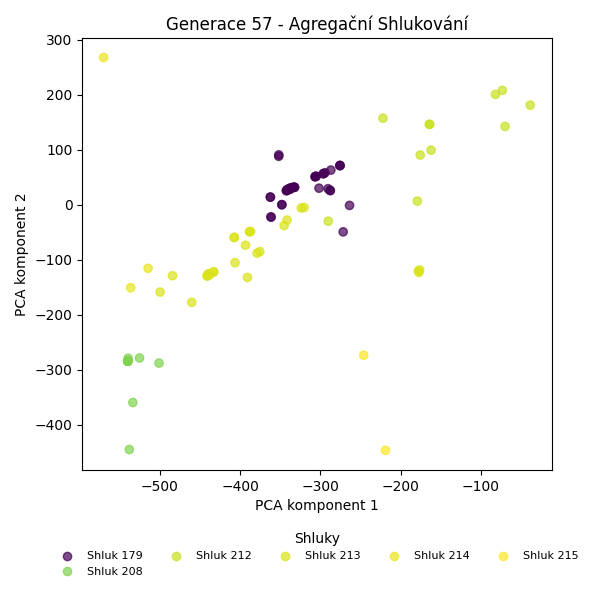 Generace 57 - Agregační Shlukování
300
200
100
0
−100
−200
−300
−400
PCA komponent 2
−500 −400 −300 −200 −100
PCA komponent 1
Shluky
Shluk 179 Shluk 212 Shluk 213 Shluk 214 Shluk 215
Shluk 208